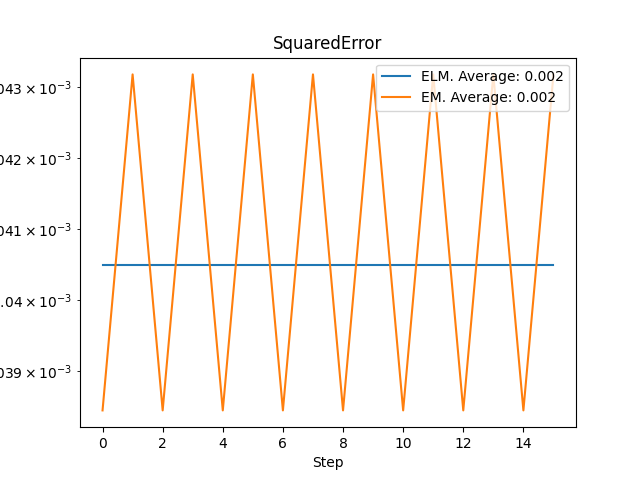 SquaredError
ELM. Average: 0.002
EM. Average: 0.002
043 × 10⁻³
042 × 10⁻³
041 × 10⁻³
.04 × 10⁻³
039 × 10⁻³
0 2 4 6 8 10 12 14
Step